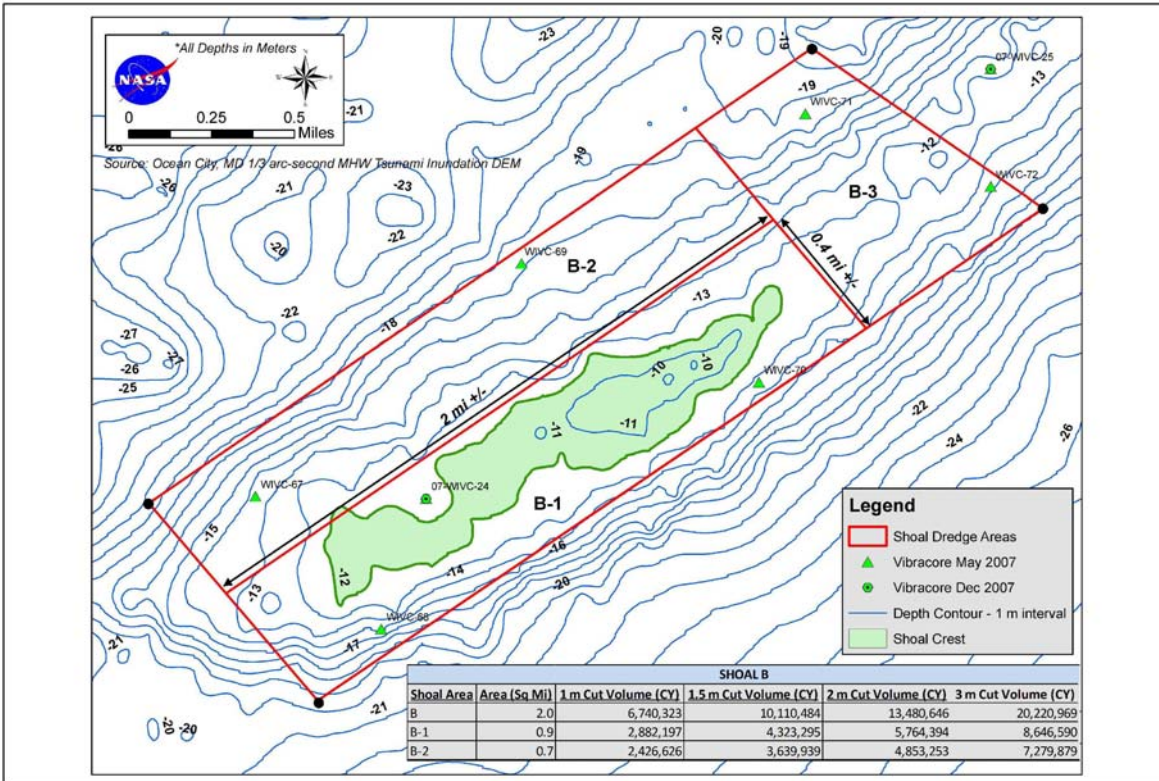 *All Depths in Meters
NASA
0 0.25 0.5
Miles
Source: Ocean City, MD 1/3 arc-second MHW Tsunami Inundation DEM
-23
-20
-19
07-WIVC-25
-13
-19
WIVC-71
-21
-12
-19
WIVC-72
-26
-21
-23
B-3
-20
-22
0.4 mi +/-
WIVC-69
B-2
-13
-22
-18
-27
-27
-26
-25
-10
-10
WIVC-70
2 mi +/-
-11
-11
-22
-24
-26
WIVC-67
07-WIVC-24
B-1
-15
-16
-12
-14
-20
-13
WIVC-68
-17
-21
-21
-20
-20
Legend
Shoal Dredge Areas
Vibracore May 2007
Vibracore Dec 2007
Depth Contour - 1 m interval
Shoal Crest
SHOAL B
Shoal Area Area (Sq Mi) 1 m Cut Volume (CY) 1.5 m Cut Volume (CY) 2 m Cut Volume (CY) 3 m Cut Volume (CY)
B 2.0 6,740,323 10,110,484 13,480,646 20,220,969
B-1 0.9 2,882,197 4,323,295 5,764,394 8,646,590
B-2 0.7 2,426,626 3,639,939 4,853,253 7,279,879